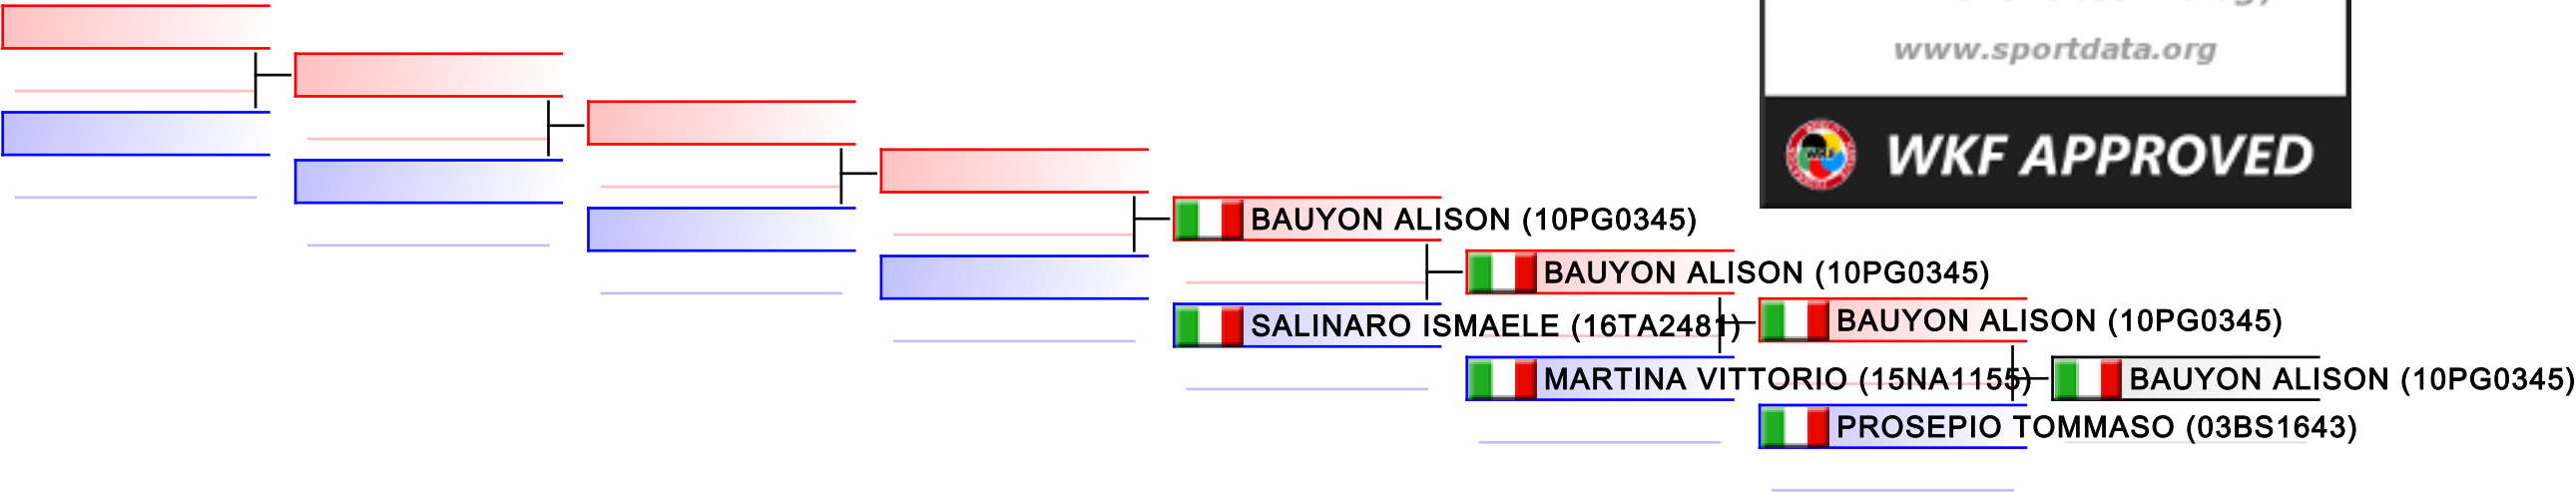 www.sportdata.org
WKF APPROVED
BAUYON ALISON (10PG0345)
BAUYON ALISON (10PG0345)
SALINARO ISMAELE (16TA2481)
BAUYON ALISON (10PG0345)
MARTINA VITTORIO (15NA1155)
BAUYON ALISON (10PG0345)
PROSEPIO TOMMASO (03BS1643)